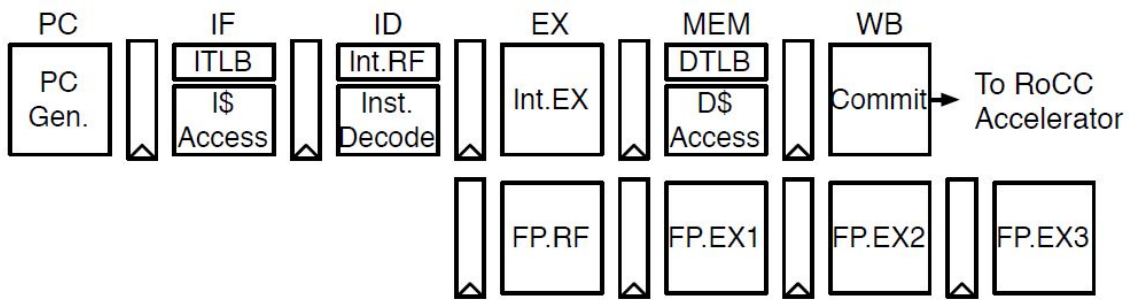 PC IF ID EX MEM WB
ITLB Int.RF DTLB
PC
Gen.
I$
Access
Inst.
Decode
Int.EX
D$
Access
Commit
To RoCC
Accelerator
FP.RF FP.EX1 FP.EX2 FP.EX3